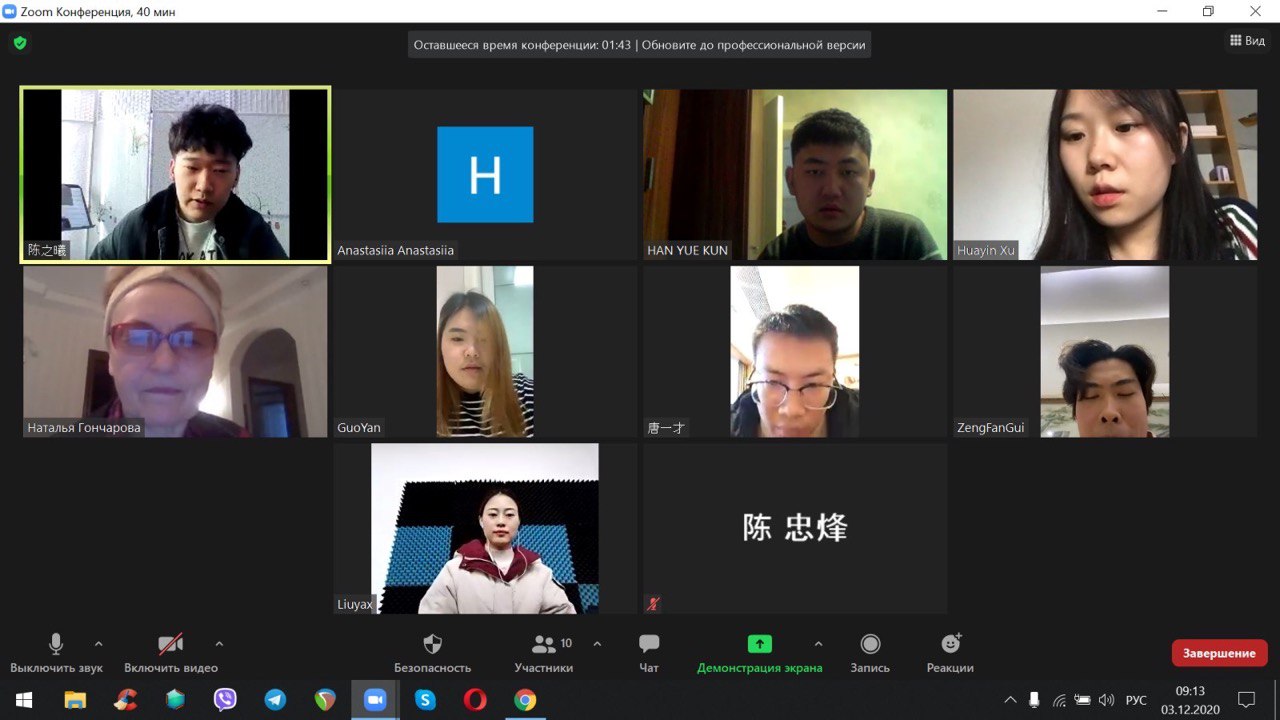 Zoom Конференция, 40 мин
Оставшееся время конференции: 01:43 | Обновите до профессиональной версии
Вид
陈之曦
H
Anastasiia Anastasiia
HAN YUE KUN
Huayin Xu
Наталья Гончарова
GuoYan
唐一才
ZengFanGui
Liuyax
陈 忠烽
Выключить звук
Включить видео
Безопасность
10
Участники
Чат
Демонстрация экрана
Запись
Реакции
Завершение
РУС
09:13
03.12.2020